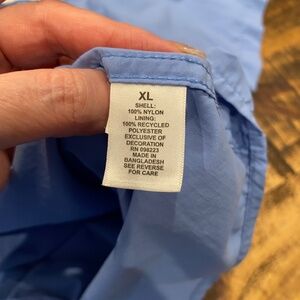 XL
SHELL:
100% NYLON
LINING:
100% RECYCLED
POLYESTER
EXCLUSIVE OF
DECORATION
RN 098223
MADE IN
BANGLADESH
SEE REVERSE
FOR CARE